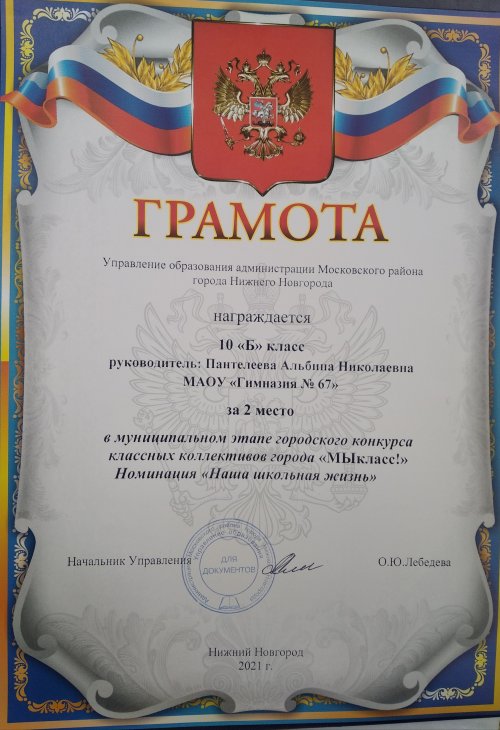 ГРАМОТА
Управление образования администрации Московского района
города Нижнего Новгорода
награждается
10 «Б» класс
руководитель: Пантелеева Альбина Николаевна
МАОУ «Гимназия № 67»
за 2 место
в муниципальном этапе городского конкурса
классных коллективов города «МЫкласс!»
Номинация «Наша школьная жизнь»
Начальник Управления
ДЛЯ
ДОКУМЕНТОВ
О.Ю.Лебедева
Нижний Новгород
2021 г.